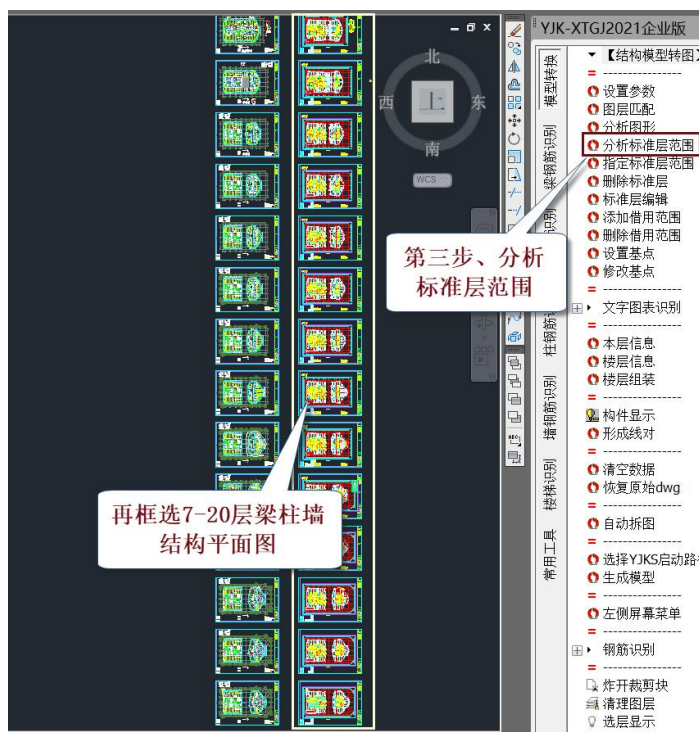 YJK-XTGJ2021企业版
北
西
上
东
南
WCS
第三步、分析
标准层范围
再框选7-20层梁柱墙
结构平面图
模型转换
梁钢筋识别
墙钢筋识别
楼梯识别
常用工具
【结构模型转图】
= ---------------
设置参数
图层匹配
分析图形
分析标准层范围
指定标准层范围
删除标准层
标准层编辑
添加借用范围
删除借用范围
设置基点
修改基点
= ---------------
文字图表识别
= ---------------
本层信息
楼层信息
楼层组装
= ---------------
构件显示
形成线对
= ---------------
清空数据
恢复原始dwg
= ---------------
自动拆图
= ---------------
选择YJKS启动路
生成模型
= ---------------
左侧屏幕菜单
= ---------------
钢筋识别
= ---------------
炸开裁剪块
清理图层
选层显示